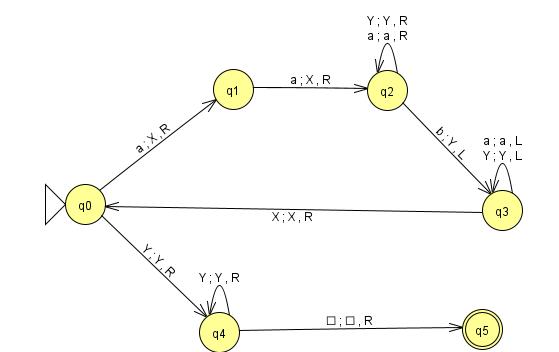 Y ; Y , R
a ; a , R
q1
a ; X , R
q2
a ; X , R
b ; Y , L
a ; a , L
Y ; Y , L
q0
X ; X , R
q3
Y ; Y , R
Y ; Y , R
q4
□ ; □ , R
q5